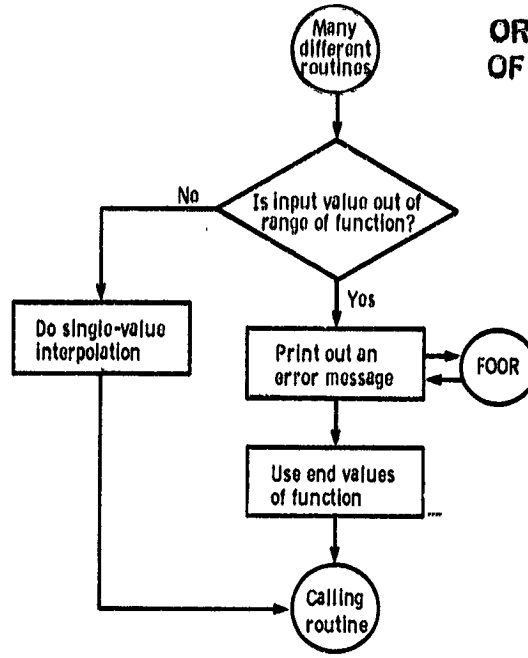 Many
different
routines
OR
OF
Is input value out of
range of function?
No
Yes
Do single-value
interpolation
Print out an
error message
FOOR
Use end values
of function
Calling
routine